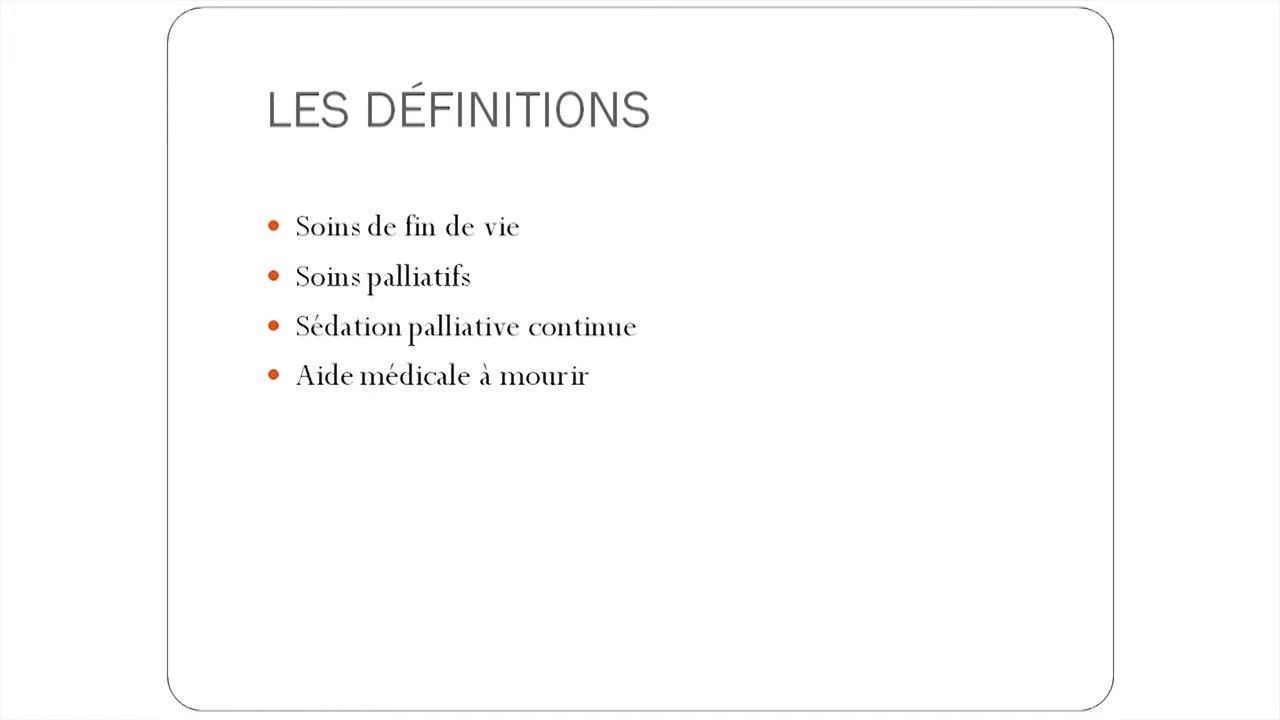 LES DÉFINITIONS
Soins de fin de vie
Soins palliatifs
Sédation palliative continue
Aide médicale à mourir